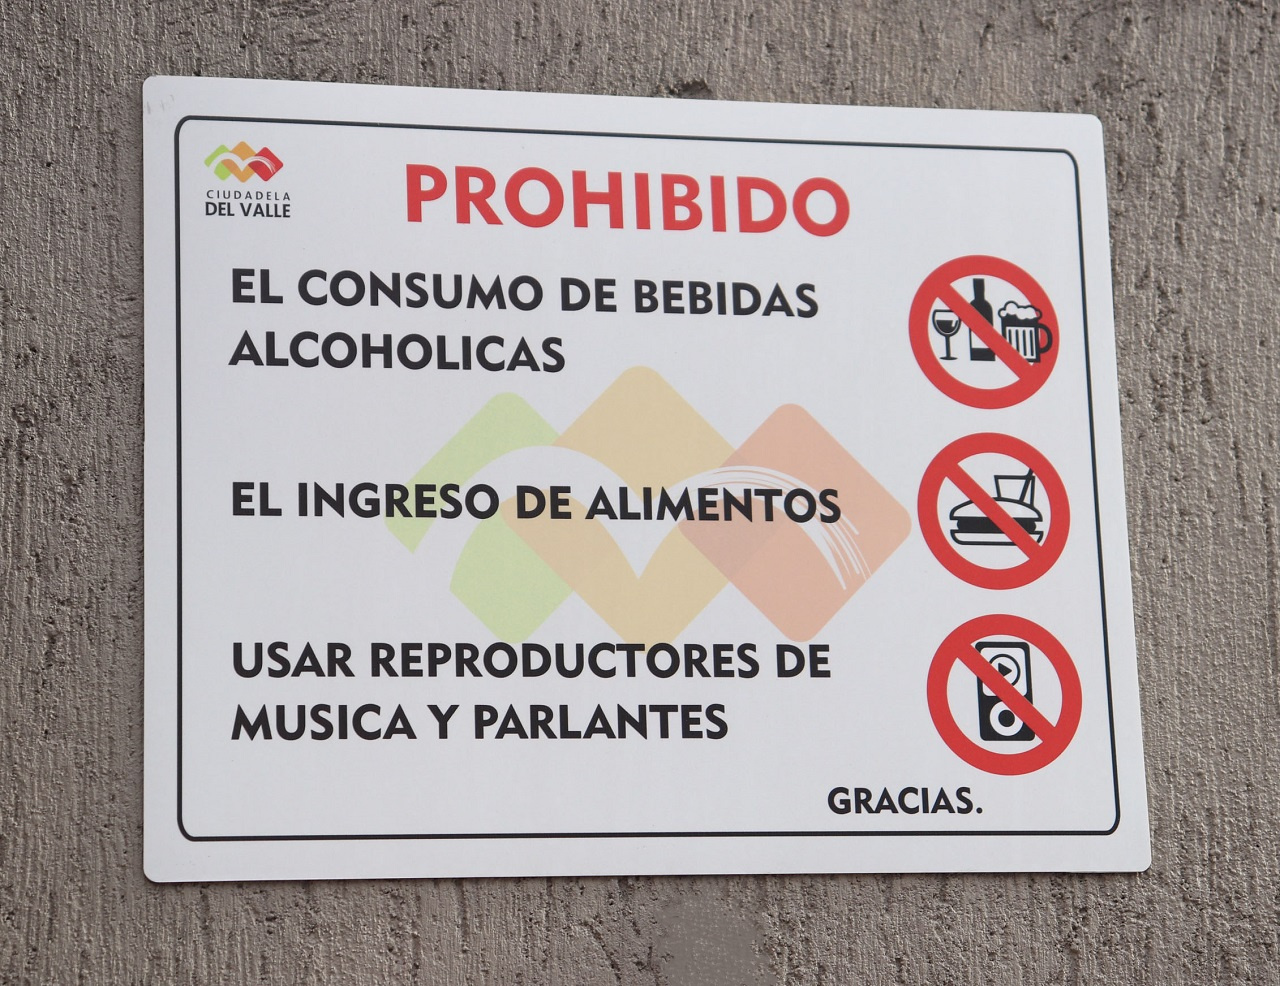 CIUDADELA
DEL VALLE
PROHIBIDO
EL CONSUMO DE BEBIDAS
ALCOHOLICAS
EL INGRESO DE ALIMENTOS
USAR REPRODUCTORES DE
MUSICA Y PARLANTES
GRACIAS.